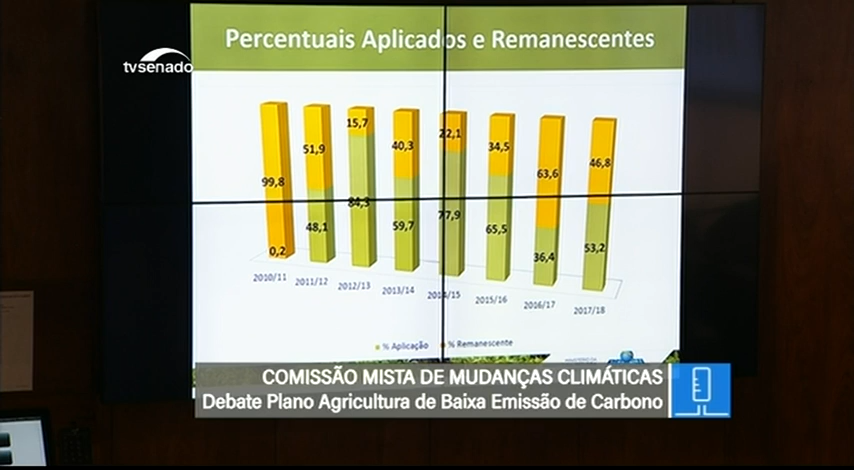 tvsenado
Percentuais Aplicados e Remanescentes
99,8 51,9 15,7 40,3 22,1 34,5 63,6 46,8
0,2 48,1 84,3 59,7 77,9 65,5 36,4 53,2
2010/11 2011/12 2012/13 2013/14 2014/15 2015/16 2016/17 2017/18
% Aplicação % Remanescente
COMISSÃO MISTA DE MUDANÇAS CLIMÁTICAS
Debate Plano Agricultura de Baixa Emissão de Carbono